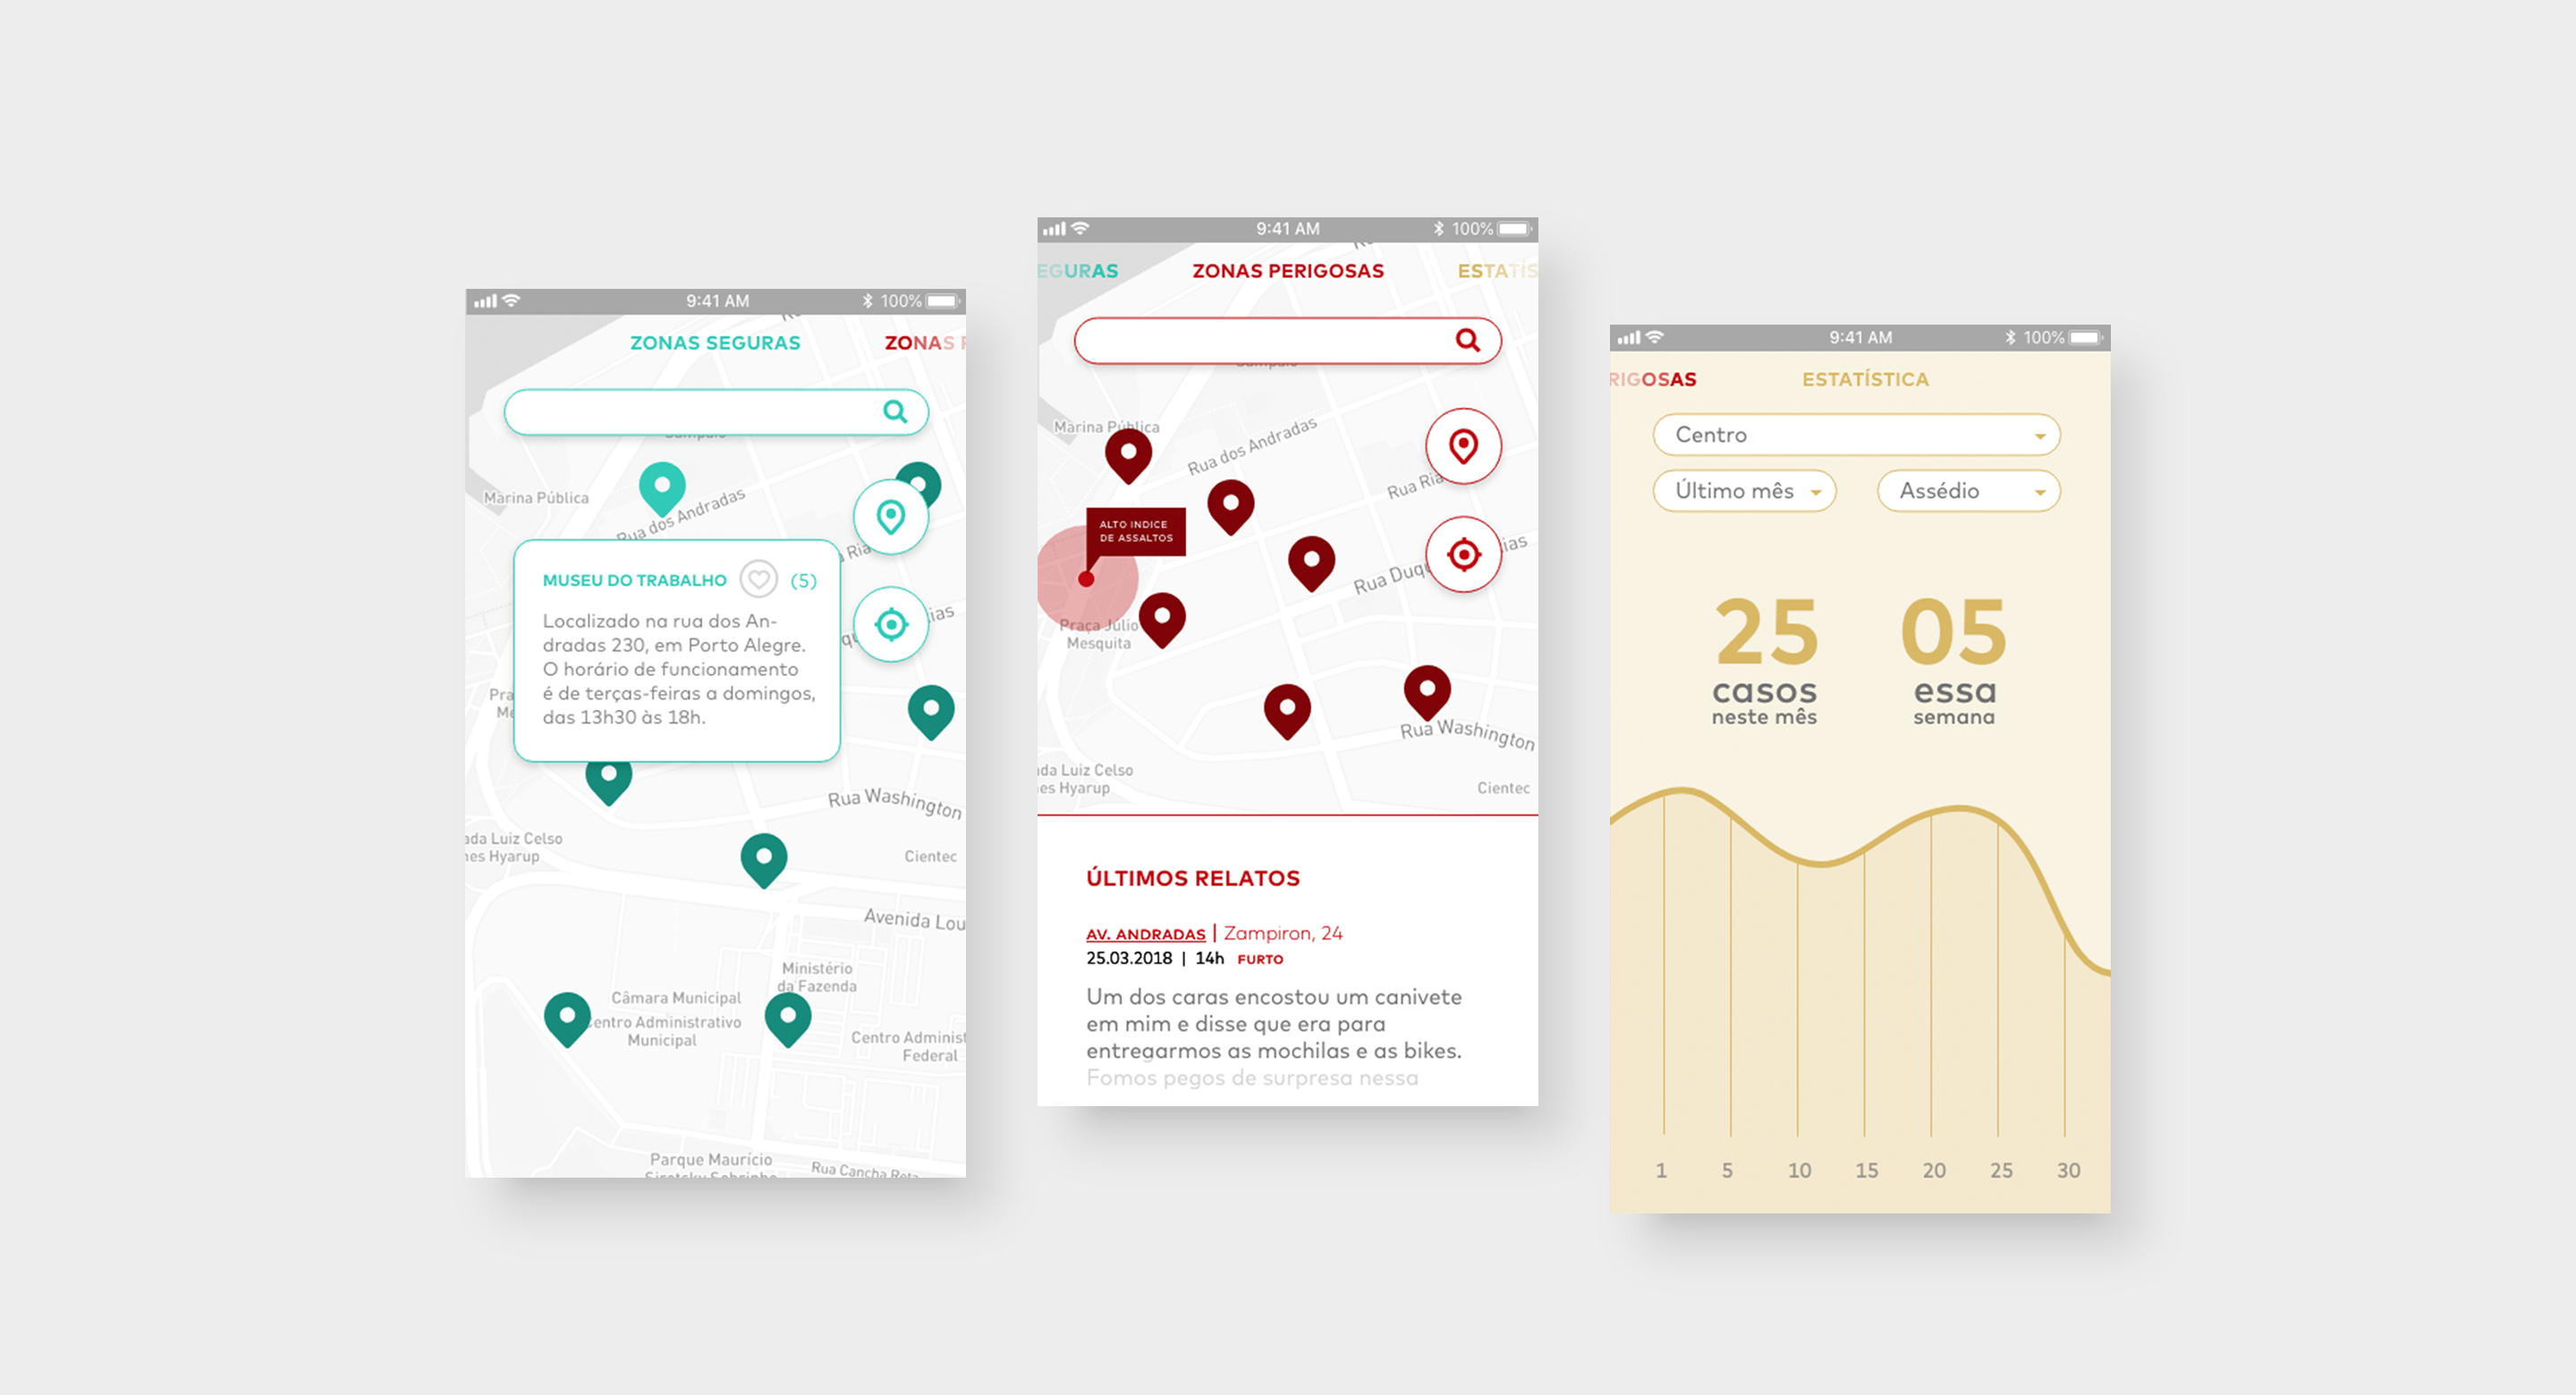 9:41 AM
100%
ZONAS SEGURAS
ZONAS
Marina Pública
Rua dos Andradas
MUSEU DO TRABALHO (5)
Localizado na rua dos An-
dradas 230, em Porto Alegre.
O horário de funcionamento
é de terças-feiras a domingos,
das 13h30 às 18h.
Rua Washington
ada Luiz Celso
nes Hyarup
Cientec
Avenida Lou
Ministério
da Fazenda
Câmara Municipal
Centro Administrativo
Municipal
Centro Administ
Federal
Parque Maurício
Sirotsky Sobrinho
Rua Cancha Reta
9:41 AM
100%
EGURAS
ZONAS PERIGOSAS
ESTATÍS
Marina Pública
Rua dos Andradas
Rua Ria
ALTO INDICE
DE ASSALTOS
ias
Rua Duq
Praça Júlio
Mesquita
Rua Washington
da Luiz Celso
es Hyarup
Cientec
ÚLTIMOS RELATOS
AV. ANDRADAS | Zampiron, 24
25.03.2018 | 14h FURTO
Um dos caras encostou um canivete
em mim e disse que era para
entregarmos as mochilas e as bikes.
Fomos pegos de surpresa nessa
9:41 AM
100%
RIGOSAS
ESTATÍSTICA
Centro
Último mês
Assédio
25
casos
neste mês
05
essa
semana
1 5 10 15 20 25 30